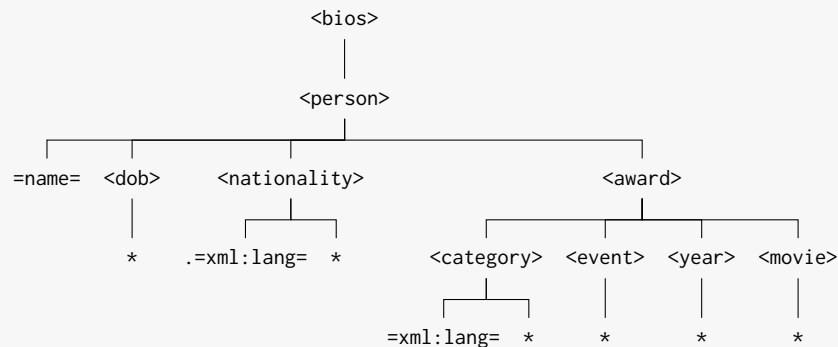 <bios>
<person>
=name= <dob> <nationality> <award>
* .=xml:lang= * <category> <event> <year> <movie>
=xml:lang= * * * *